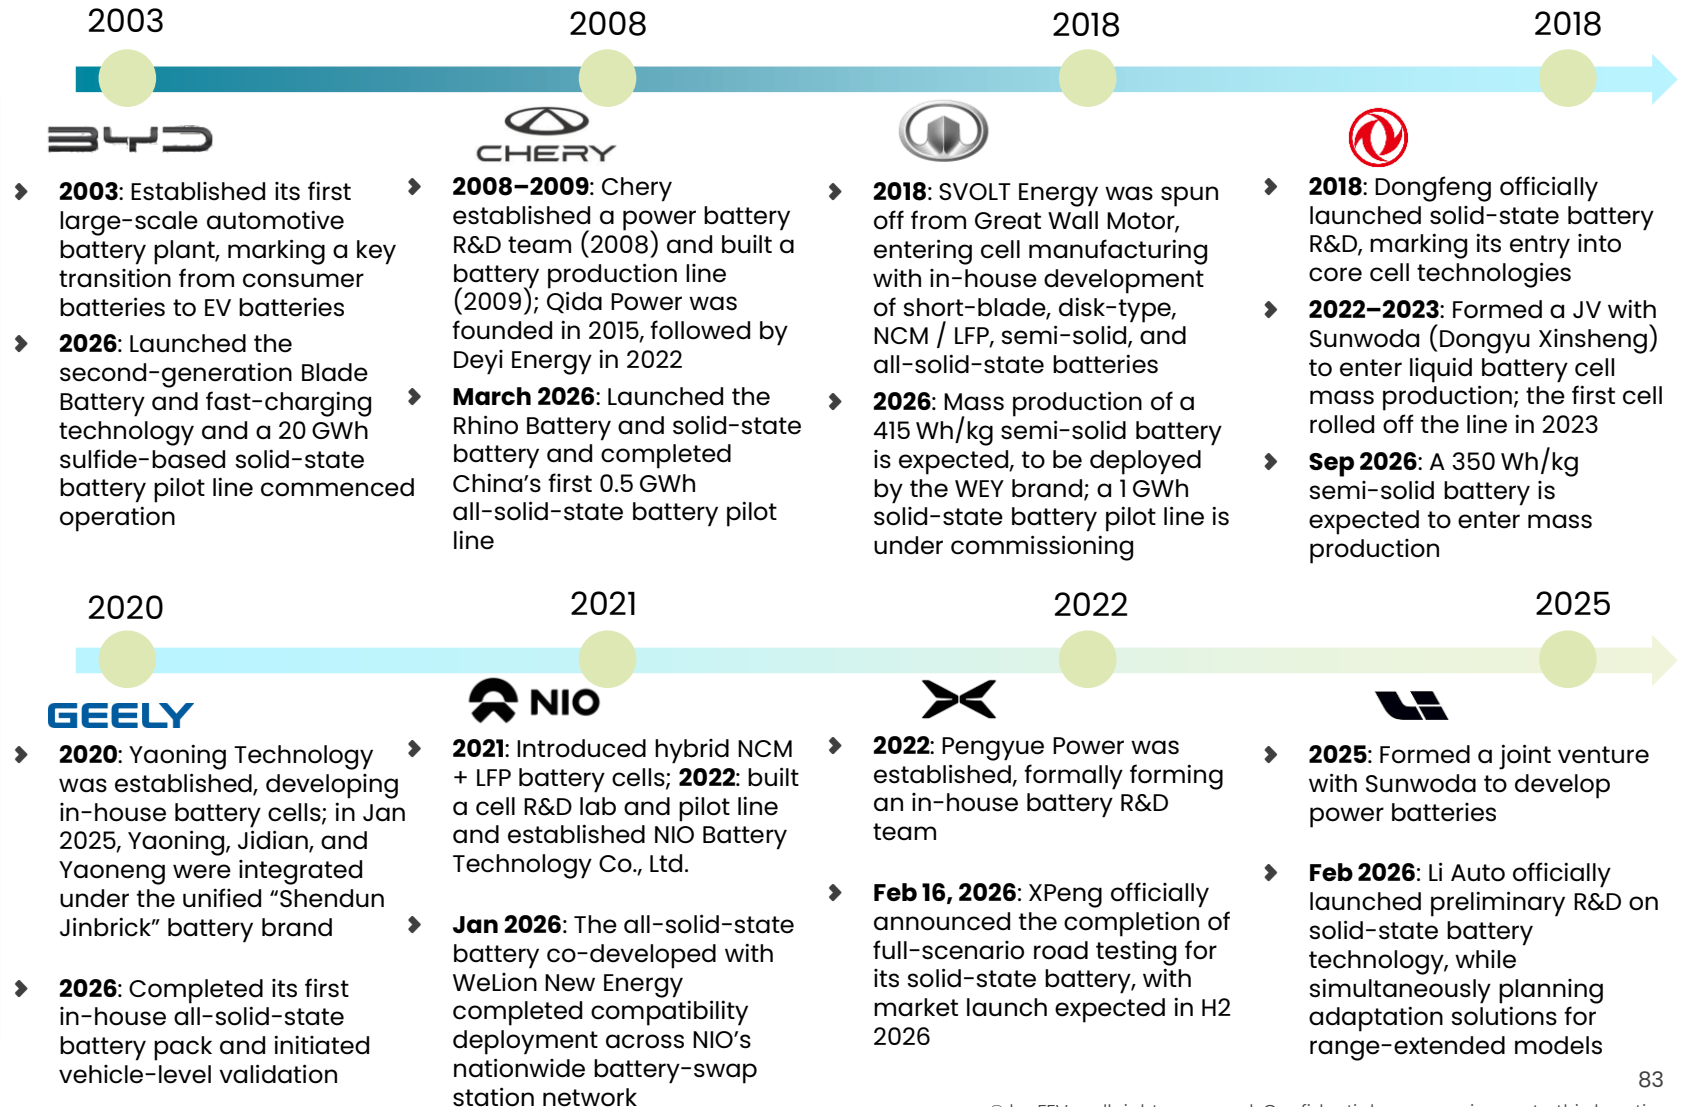 2003
2008
2018
2018
BYD
CHERY
2003: Established its first
large-scale automotive
battery plant, marking a key
transition from consumer
batteries to EV batteries
2026: Launched the
second-generation Blade
Battery and fast-charging
technology and a 20 GWh
sulfide-based solid-state
battery pilot line commenced
operation
2008–2009: Chery
established a power battery
R&D team (2008) and built a
battery production line
(2009); Qida Power was
founded in 2015, followed by
Deyi Energy in 2022
March 2026: Launched the
Rhino Battery and solid-state
battery and completed
China’s first 0.5 GWh
all-solid-state battery pilot
line
2018: SVOLT Energy was spun
off from Great Wall Motor,
entering cell manufacturing
with in-house development
of short-blade, disk-type,
NCM / LFP, semi-solid, and
all-solid-state batteries
2026: Mass production of a
415 Wh/kg semi-solid battery
is expected, to be deployed
by the WEY brand; a 1 GWh
solid-state battery pilot line is
under commissioning
2018: Dongfeng officially
launched solid-state battery
R&D, marking its entry into
core cell technologies
2022–2023: Formed a JV with
Sunwoda (Dongyu Xinsheng)
to enter liquid battery cell
mass production; the first cell
rolled off the line in 2023
Sep 2026: A 350 Wh/kg
semi-solid battery is
expected to enter mass
production
2020
2021
2022
2025
GEELY
NIO
2020: Yaoning Technology
was established, developing
in-house battery cells; in Jan
2025, Yaoning, Jidian, and
Yaoneng were integrated
under the unified “Shendun
Jinbrick” battery brand
2026: Completed its first
in-house all-solid-state
battery pack and initiated
vehicle-level validation
2021: Introduced hybrid NCM
+ LFP battery cells; 2022: built
a cell R&D lab and pilot line
and established NIO Battery
Technology Co., Ltd.
Jan 2026: The all-solid-state
battery co-developed with
WeLion New Energy
completed compatibility
deployment across NIO’s
nationwide battery-swap
station network
2022: Pengyue Power was
established, formally forming
an in-house battery R&D
team
Feb 16, 2026: XPeng officially
announced the completion of
full-scenario road testing for
its solid-state battery, with
market launch expected in H2
2026
2025: Formed a joint venture
with Sunwoda to develop
power batteries
Feb 2026: Li Auto officially
launched preliminary R&D on
solid-state battery
technology, while
simultaneously planning
adaptation solutions for
range-extended models
83